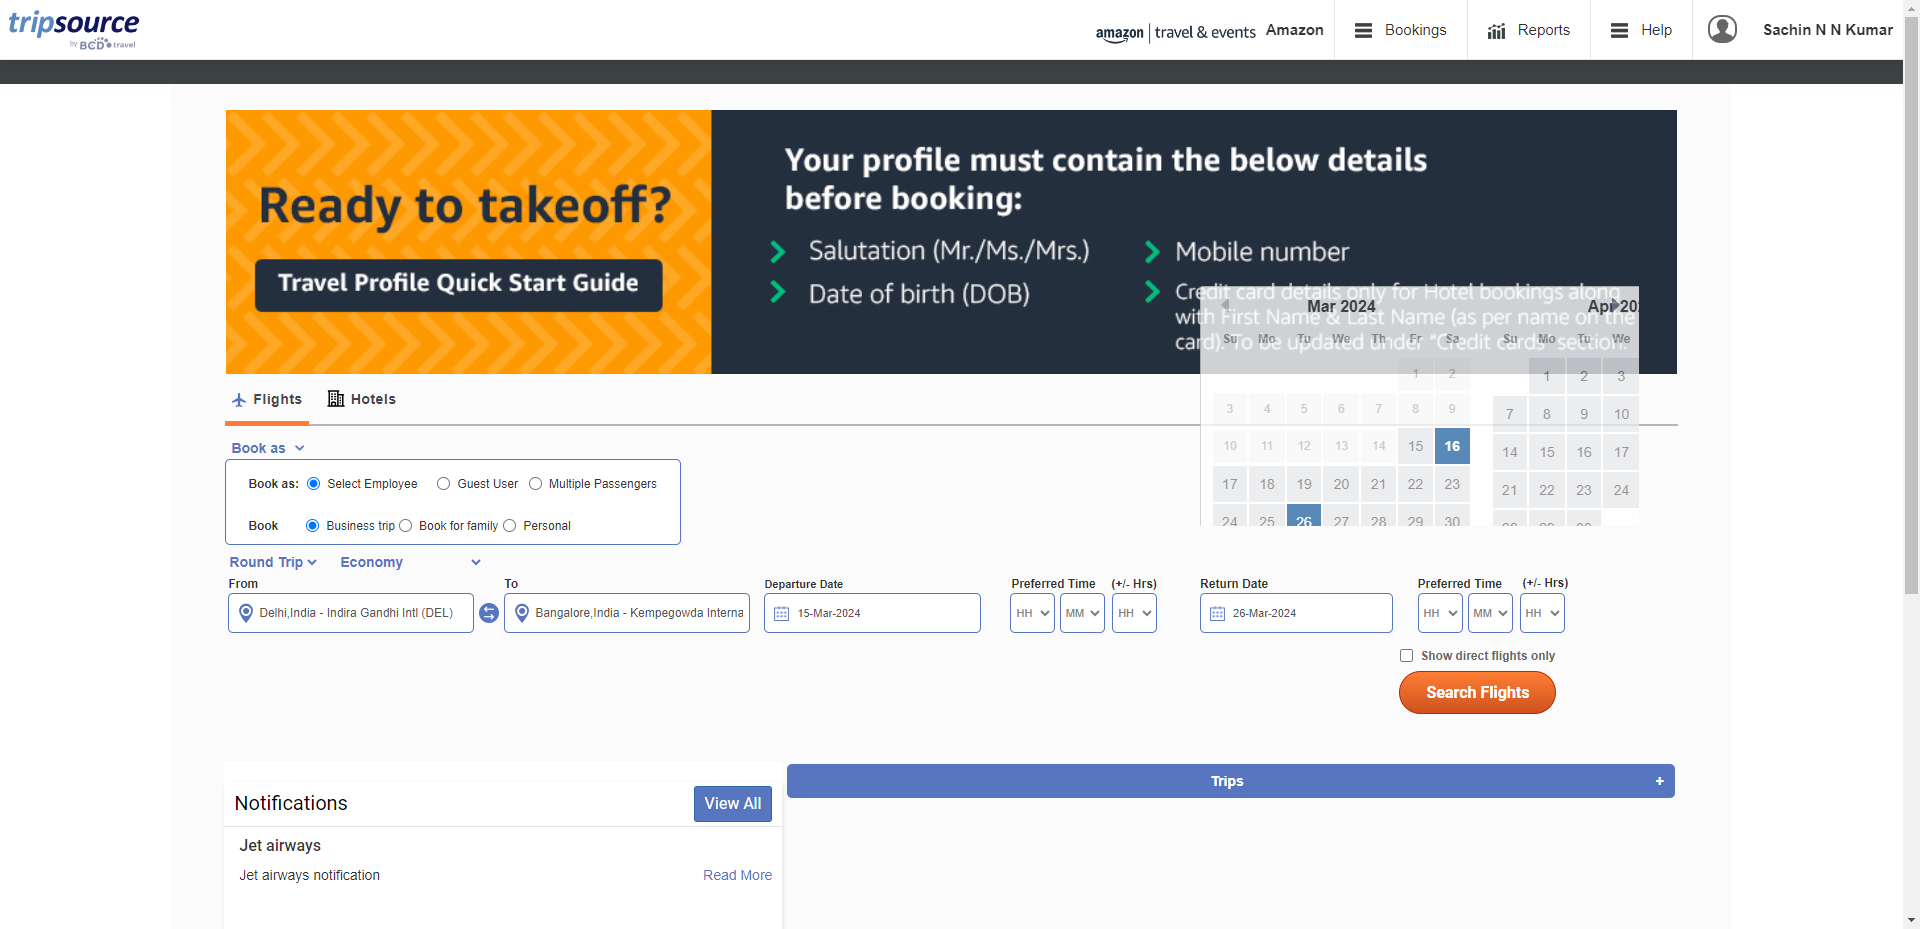 tripsource
by BCD travel
amazon | travel & events Amazon
Bookings
Reports
Help
Sachin N N Kumar
Ready to takeoff?
Travel Profile Quick Start Guide
Your profile must contain the below details
before booking:
Salutation (Mr./Ms./Mrs.)
Date of birth (DOB)
Mobile number
Credit card details only for Hotel bookings along
with First Name & Last Name (as per name on the
card). To be updated under "Credit cards" section.
Mar 2024
Su Mo Tu We Th Fr Sa
1 2
3 4 5 6 7 8 9
10 11 12 13 14 15 16
17 18 19 20 21 22 23
24 25 26 27 28 29 30
Apr 20
Su Mo Tu We
1 2 3
7 8 9 10
14 15 16 17
21 22 23 24
28 29 30
Flights
Hotels
Book as
Book as: Select Employee Guest User Multiple Passengers
Book Business trip Book for family Personal
Round Trip Economy
From
Delhi,India - Indira Gandhi Intl (DEL)
To
Bangalore,India - Kempegowda Interna
Departure Date
15-Mar-2024
Preferred Time (+/- Hrs)
HH MM HH
Return Date
26-Mar-2024
Preferred Time (+/- Hrs)
HH MM HH
Show direct flights only
Search Flights
Notifications
View All
Jet airways
Jet airways notification
Read More
Trips +